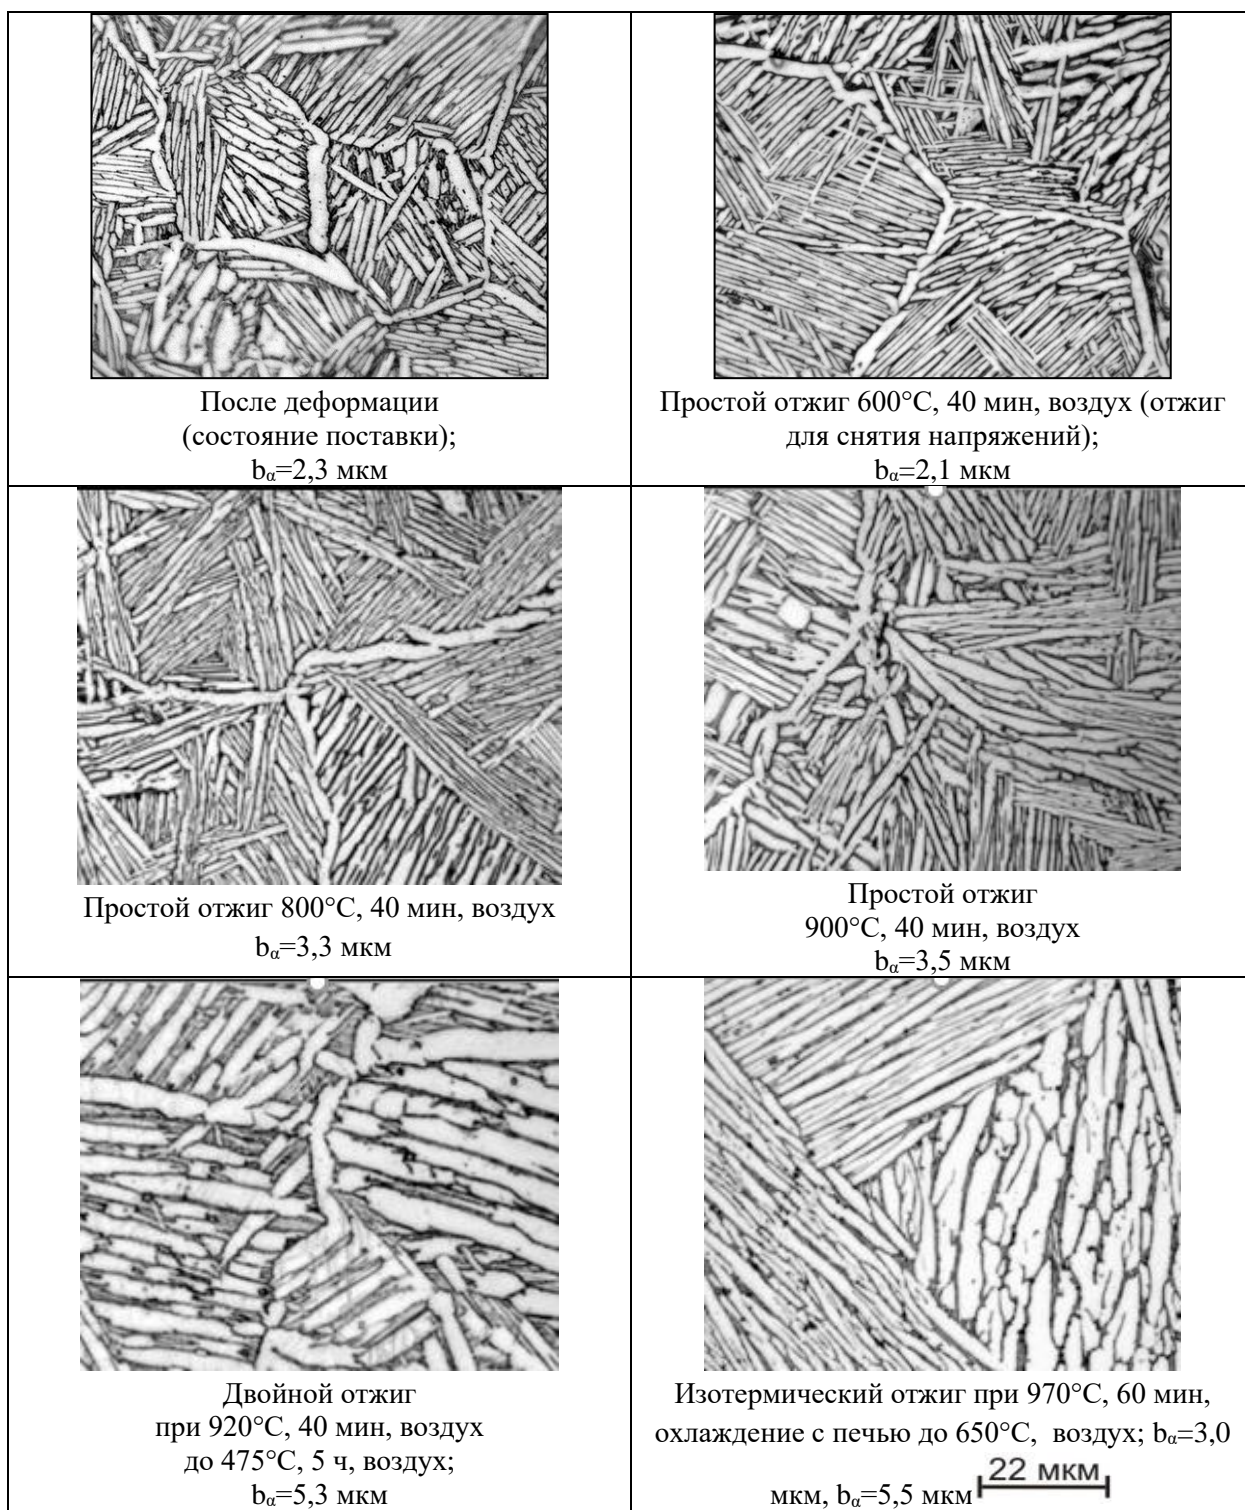 После деформации
(состояние поставки);
bα=2,3 мкм
Простой отжиг 600°С, 40 мин, воздух (отжиг
для снятия напряжений);
bα=2,1 мкм
Простой отжиг 800°С, 40 мин, воздух
bα=3,3 мкм
Простой отжиг
900°С, 40 мин, воздух
bα=3,5 мкм
Двойной отжиг
при 920°С, 40 мин, воздух
до 475°С, 5 ч, воздух;
bα=5,3 мкм
Изотермический отжиг при 970°С, 60 мин,
охлаждение с печью до 650°С, воздух; bα=3,0
мкм, bα=5,5 мкм
22 мкм